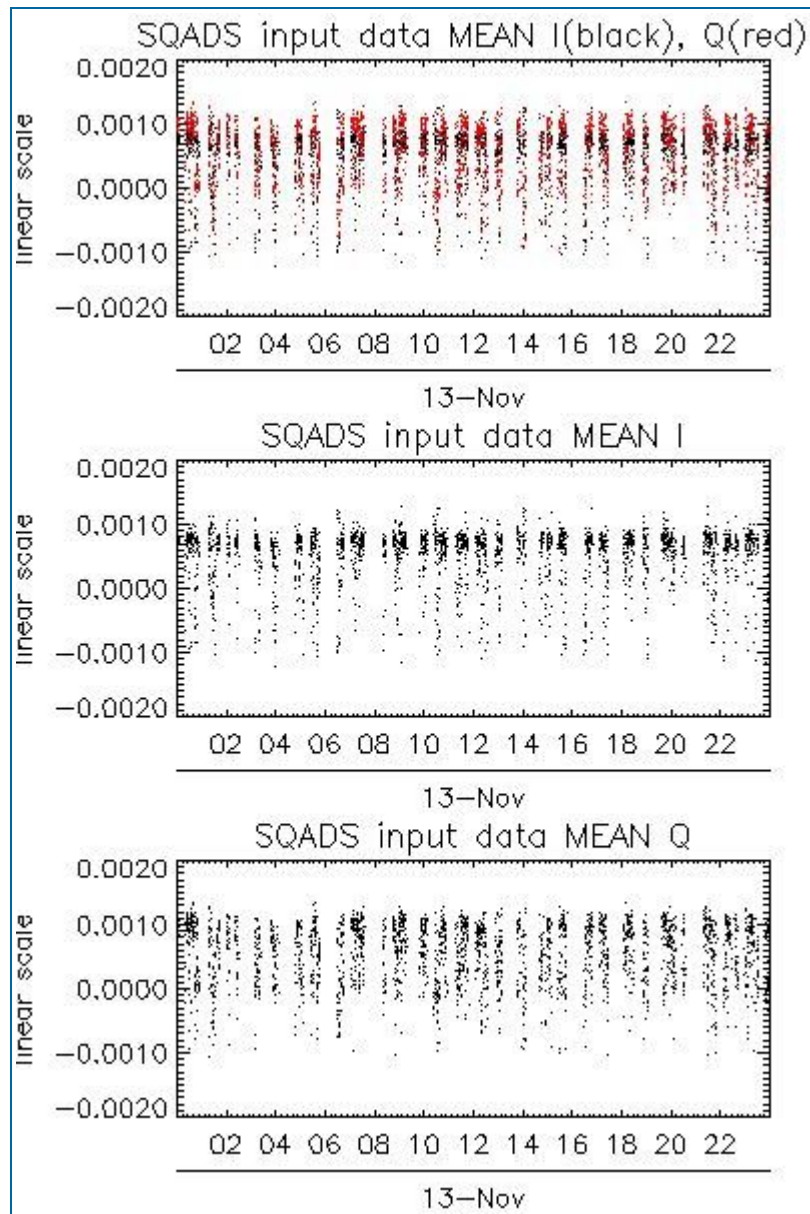 SQADS input data MEAN I(black), Q(red)
linear scale
0.0020
0.0010
0.0000
−0.0010
−0.0020
02 04 06 08 10 12 14 16 18 20 22
13−Nov
SQADS input data MEAN I
linear scale
0.0020
0.0010
0.0000
−0.0010
−0.0020
02 04 06 08 10 12 14 16 18 20 22
13−Nov
SQADS input data MEAN Q
linear scale
0.0020
0.0010
0.0000
−0.0010
−0.0020
02 04 06 08 10 12 14 16 18 20 22
13−Nov